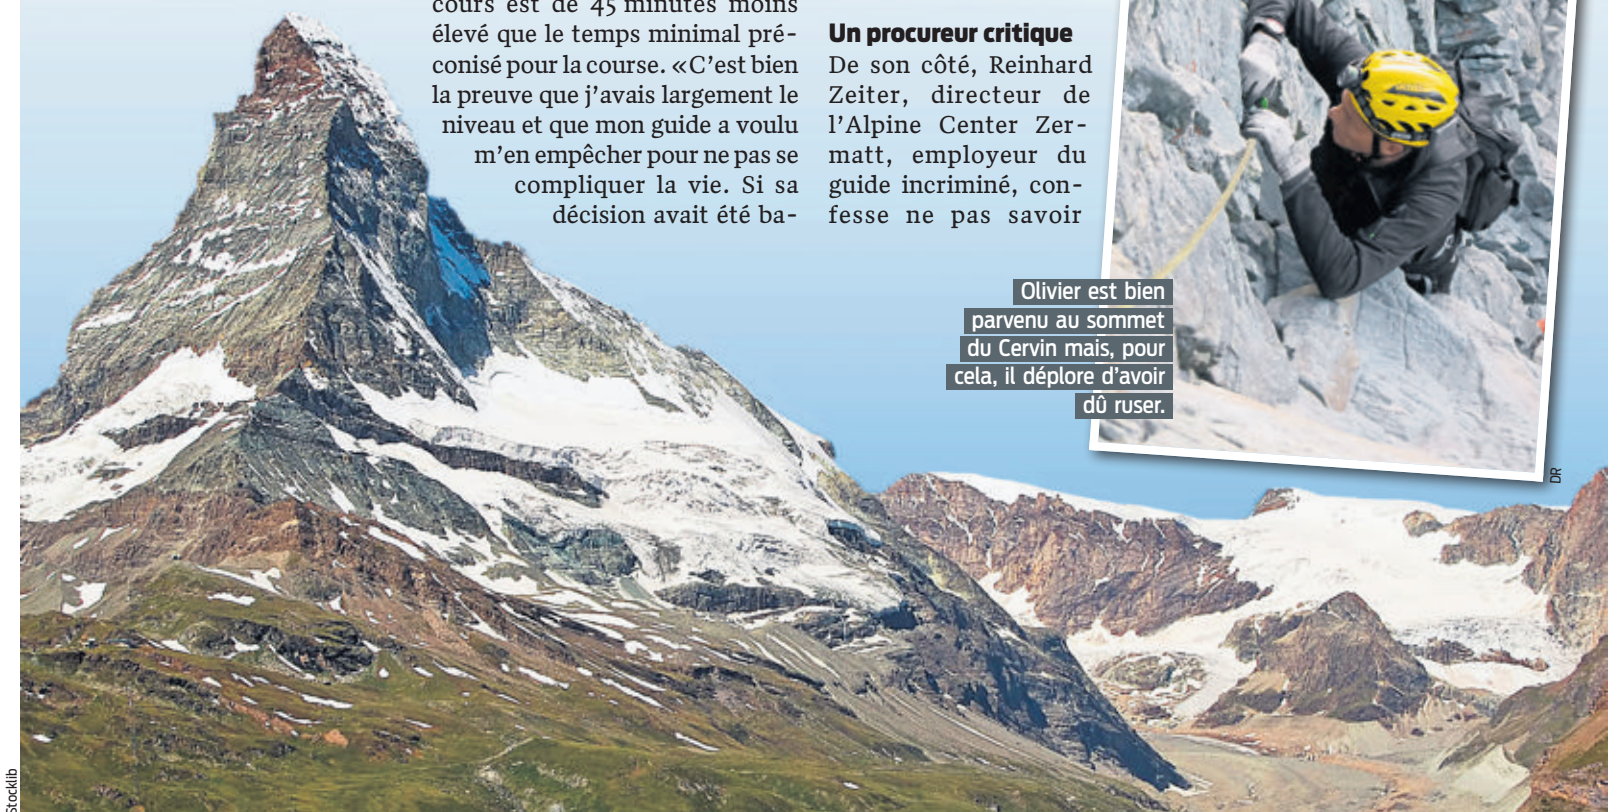 cours est de 45 minutes moins
élevé que le temps minimal pré-
conisé pour la course. «C’est bien
la preuve que j’avais largement le
niveau et que mon guide a voulu
m’en empêcher pour ne pas se
compliquer la vie. Si sa
décision avait été ba-
Un procureur critique
De son côté, Reinhard
Zeiter, directeur de
l’Alpine Center Zer-
matt, employeur du
guide incriminé, con-
fesse ne pas savoir
Olivier est bien
parvenu au sommet
du Cervin mais, pour
cela, il déplore d’avoir
dû ruser.
DR
Stocklib